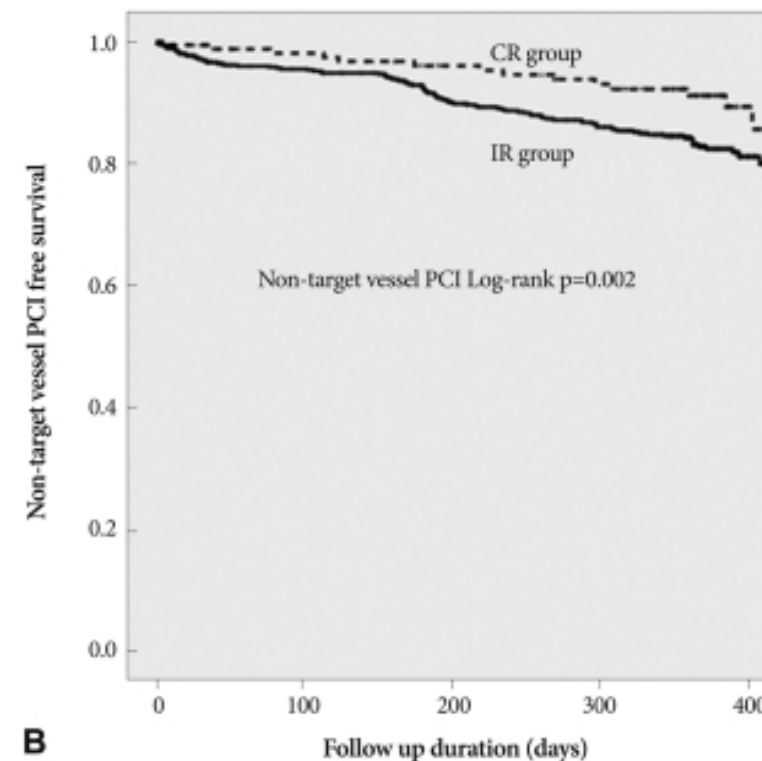 1.0
CR group
0.8
IR group
Non-target vessel PCI Log-rank p=0.002
0.6
0.4
0.2
0.0
Non-target vessel PCI free survival
0 100 200 300 400
B
Follow up duration (days)